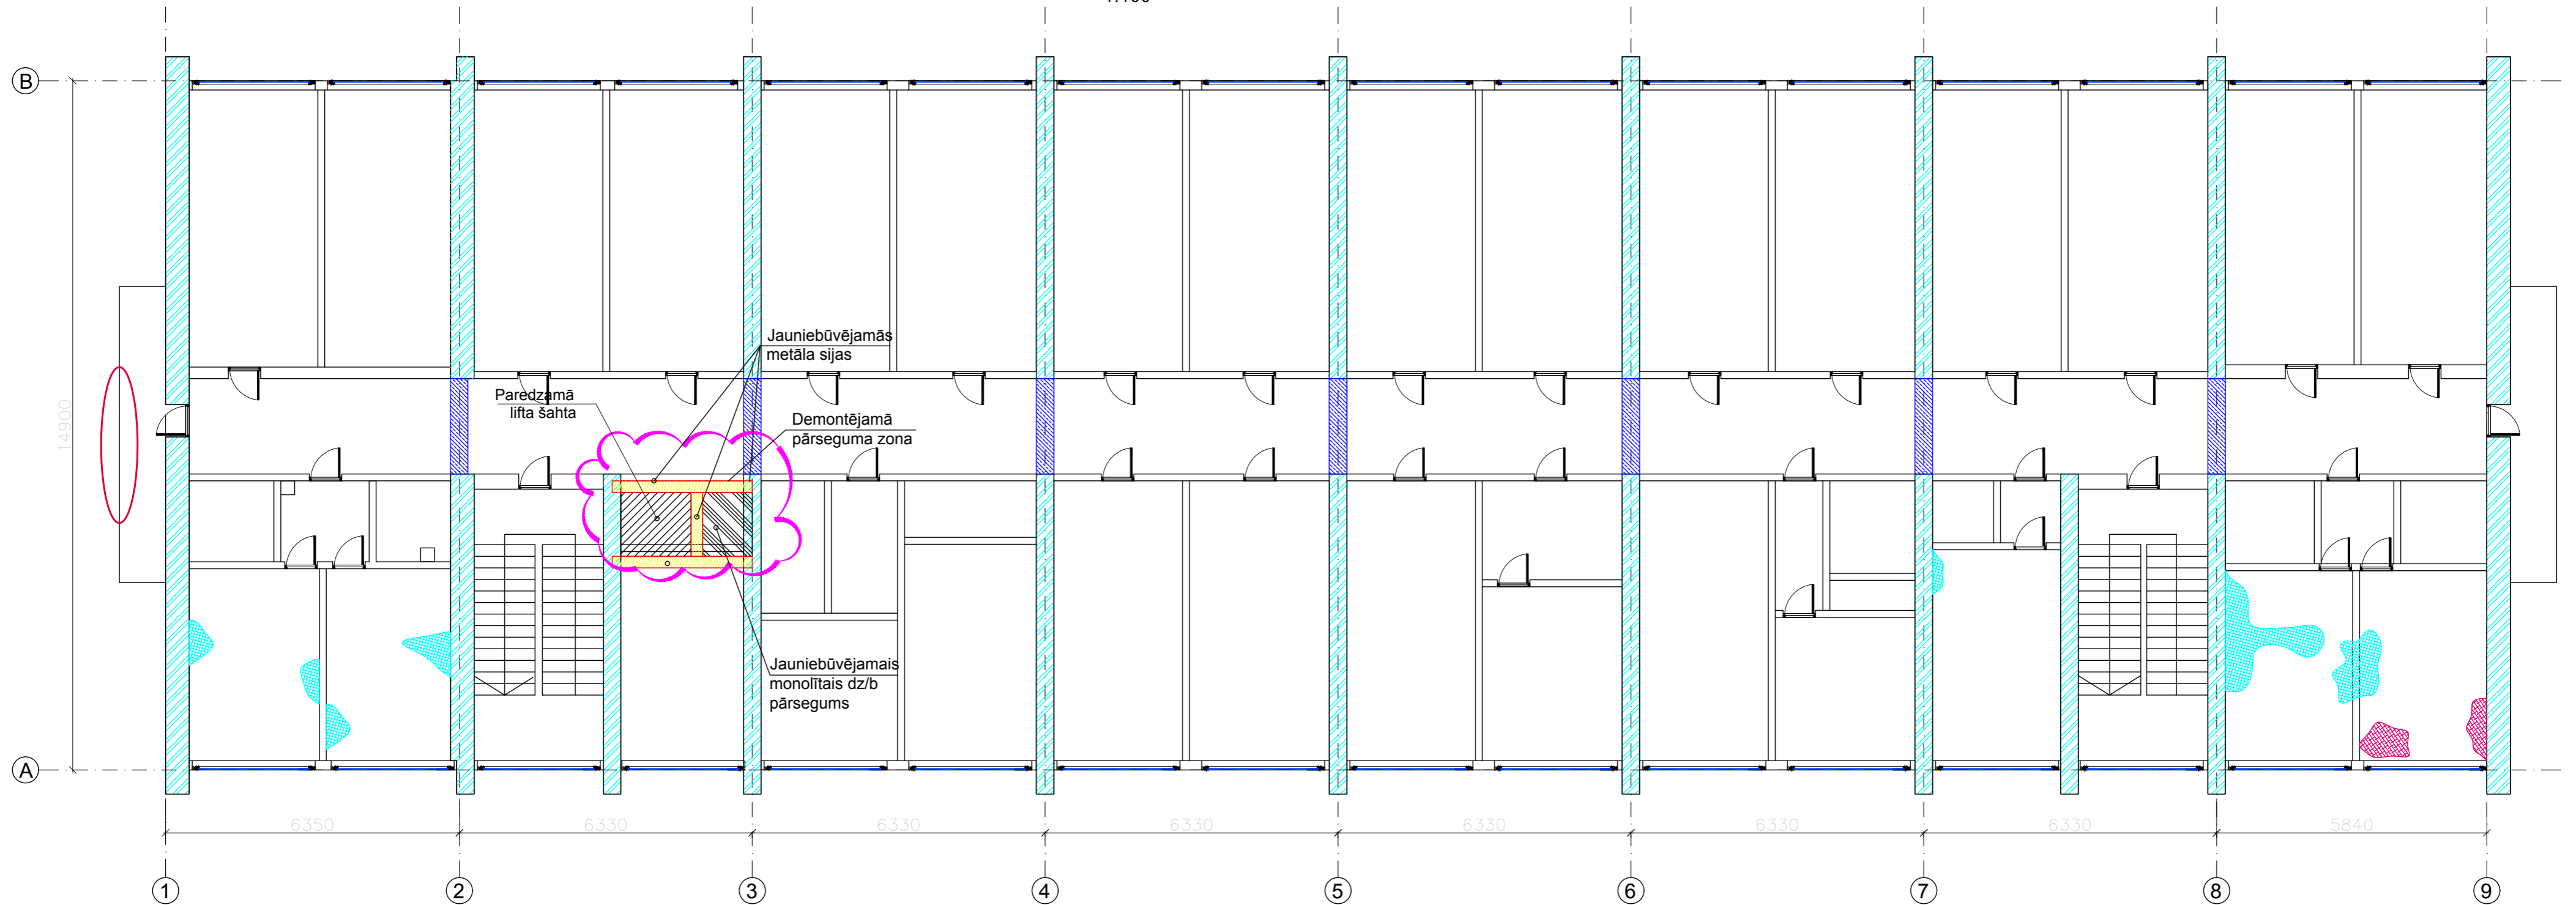 B
Jauniebūvējamās
metāla sijas
Paredzamā
lifta šahta
Demontējamā
pārseguma zona
14900
Jauniebūvējamais
monolītais dz/b
pārsegums
A
6350 6330 6330 6330 6330 6330 6330 5840
1 2 3 4 5 6 7 8 9